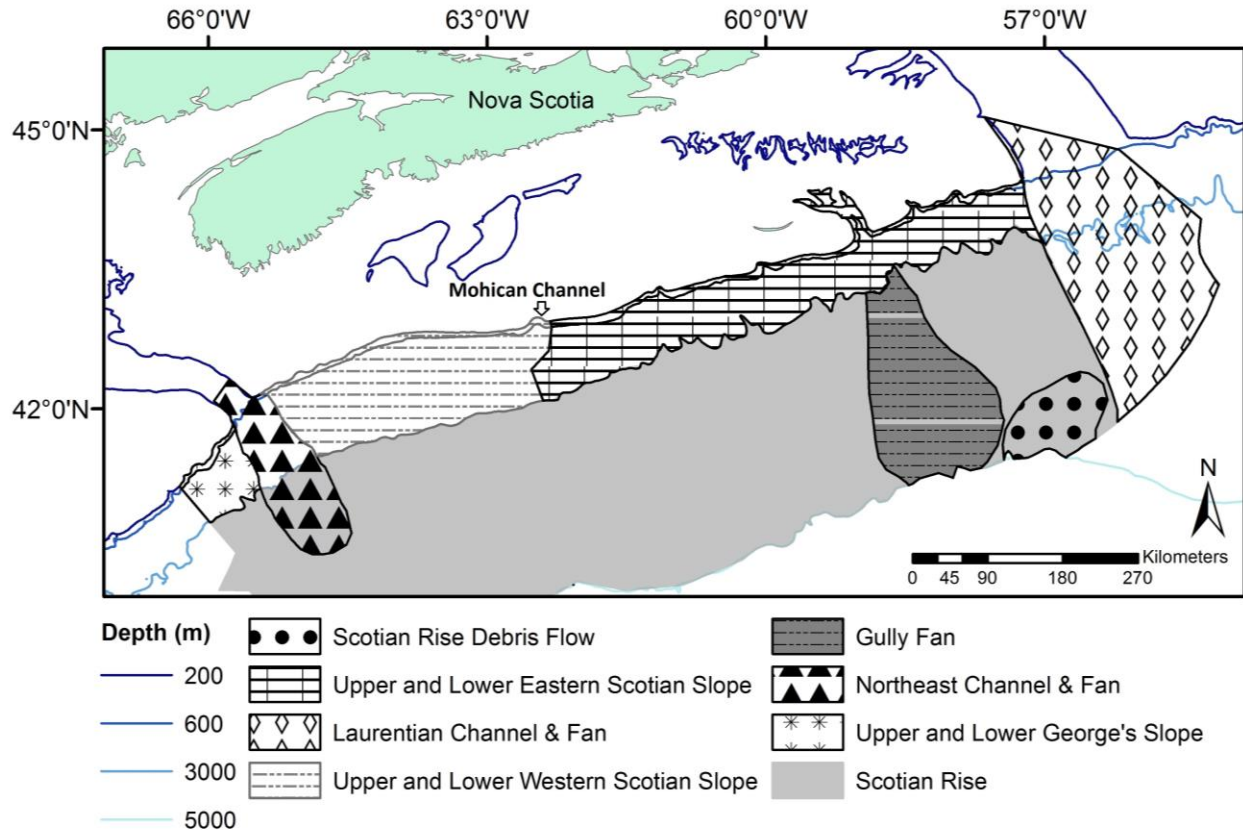 66°0'W 63°0'W 60°0'W 57°0'W
Nova Scotia
45°0'N
Mohican Channel
42°0'N
N
Kilometers
0 45 90 180 270
Depth (m)
200
600
3000
5000
Scotian Rise Debris Flow
Upper and Lower Eastern Scotian Slope
Laurentian Channel & Fan
Upper and Lower Western Scotian Slope
Gully Fan
Northeast Channel & Fan
Upper and Lower George's Slope
Scotian Rise